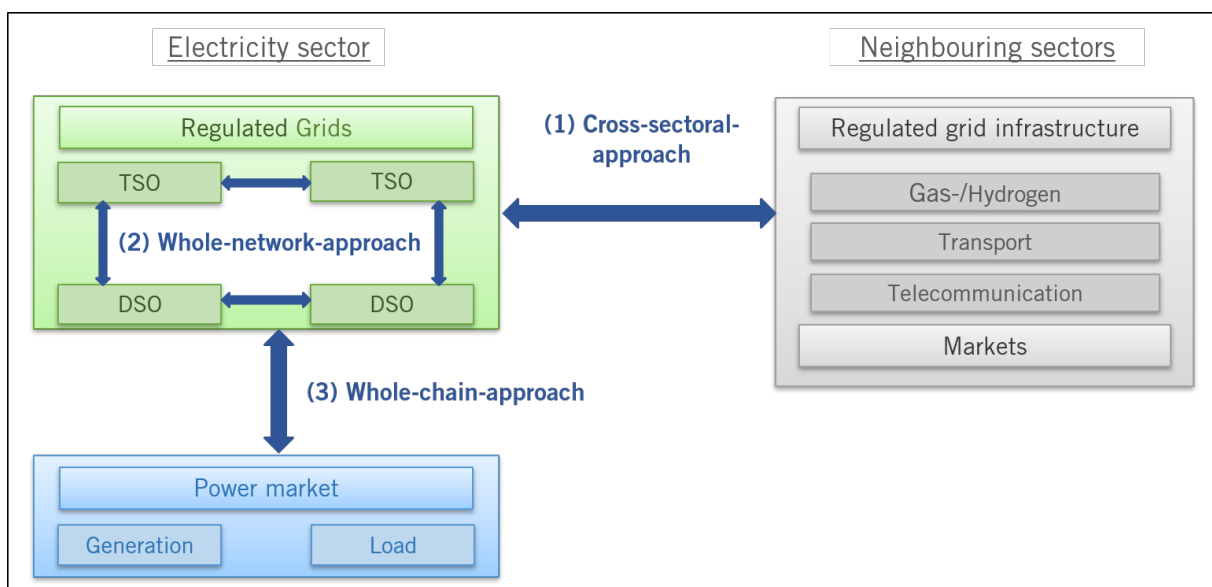 Electricity sector
Neighbouring sectors
Regulated Grids
TSO
TSO
(2) Whole-network-approach
DSO
DSO
(1) Cross-sectoral-
approach
Regulated grid infrastructure
Gas-/Hydrogen
Transport
Telecommunication
Markets
(3) Whole-chain-approach
Power market
Generation
Load